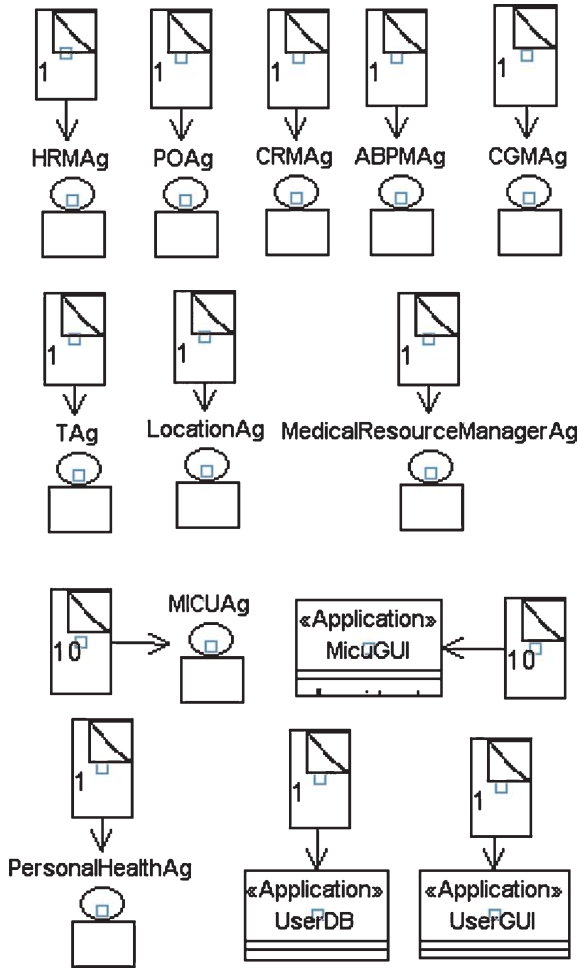 1 1 1 1 1
HRMAg POAg CRMAg ABPMAg CGMAg
1 1 1
TAg LocationAg MedicalResourceManagerAg
MICUAg
«Application»
10 MicuGUI 10
1 1 1
PersonalHealthAg
«Application» «Application»
UserDB UserGUI